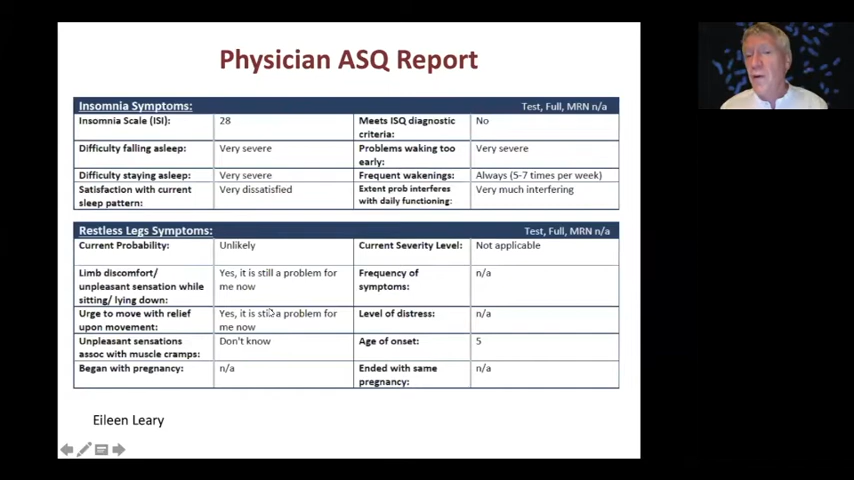 Physician ASQ Report
Insomnia Symptoms: Test, Full, MRN n/a
Insomnia Scale (ISI): 28 Meets ISQ diagnostic
criteria: No
Difficulty falling asleep: Very severe Problems waking too
early: Very severe
Difficulty staying asleep: Very severe Frequent wakenings: Always (5-7 times per week)
Satisfaction with current
sleep pattern: Very dissatisfied Extent prob interferes
with daily functioning: Very much interfering
Restless Legs Symptoms: Test, Full, MRN n/a
Current Probability: Unlikely Current Severity Level: Not applicable
Limb discomfort/
unpleasant sensation while
sitting/ lying down: Yes, it is still a problem for
me now Frequency of
symptoms: n/a
Urge to move with relief
upon movement: Yes, it is still a problem for
me now Level of distress: n/a
Unpleasant sensations
assoc with muscle cramps: Don't know Age of onset: 5
Began with pregnancy: n/a Ended with same
pregnancy: n/a
Eileen Leary